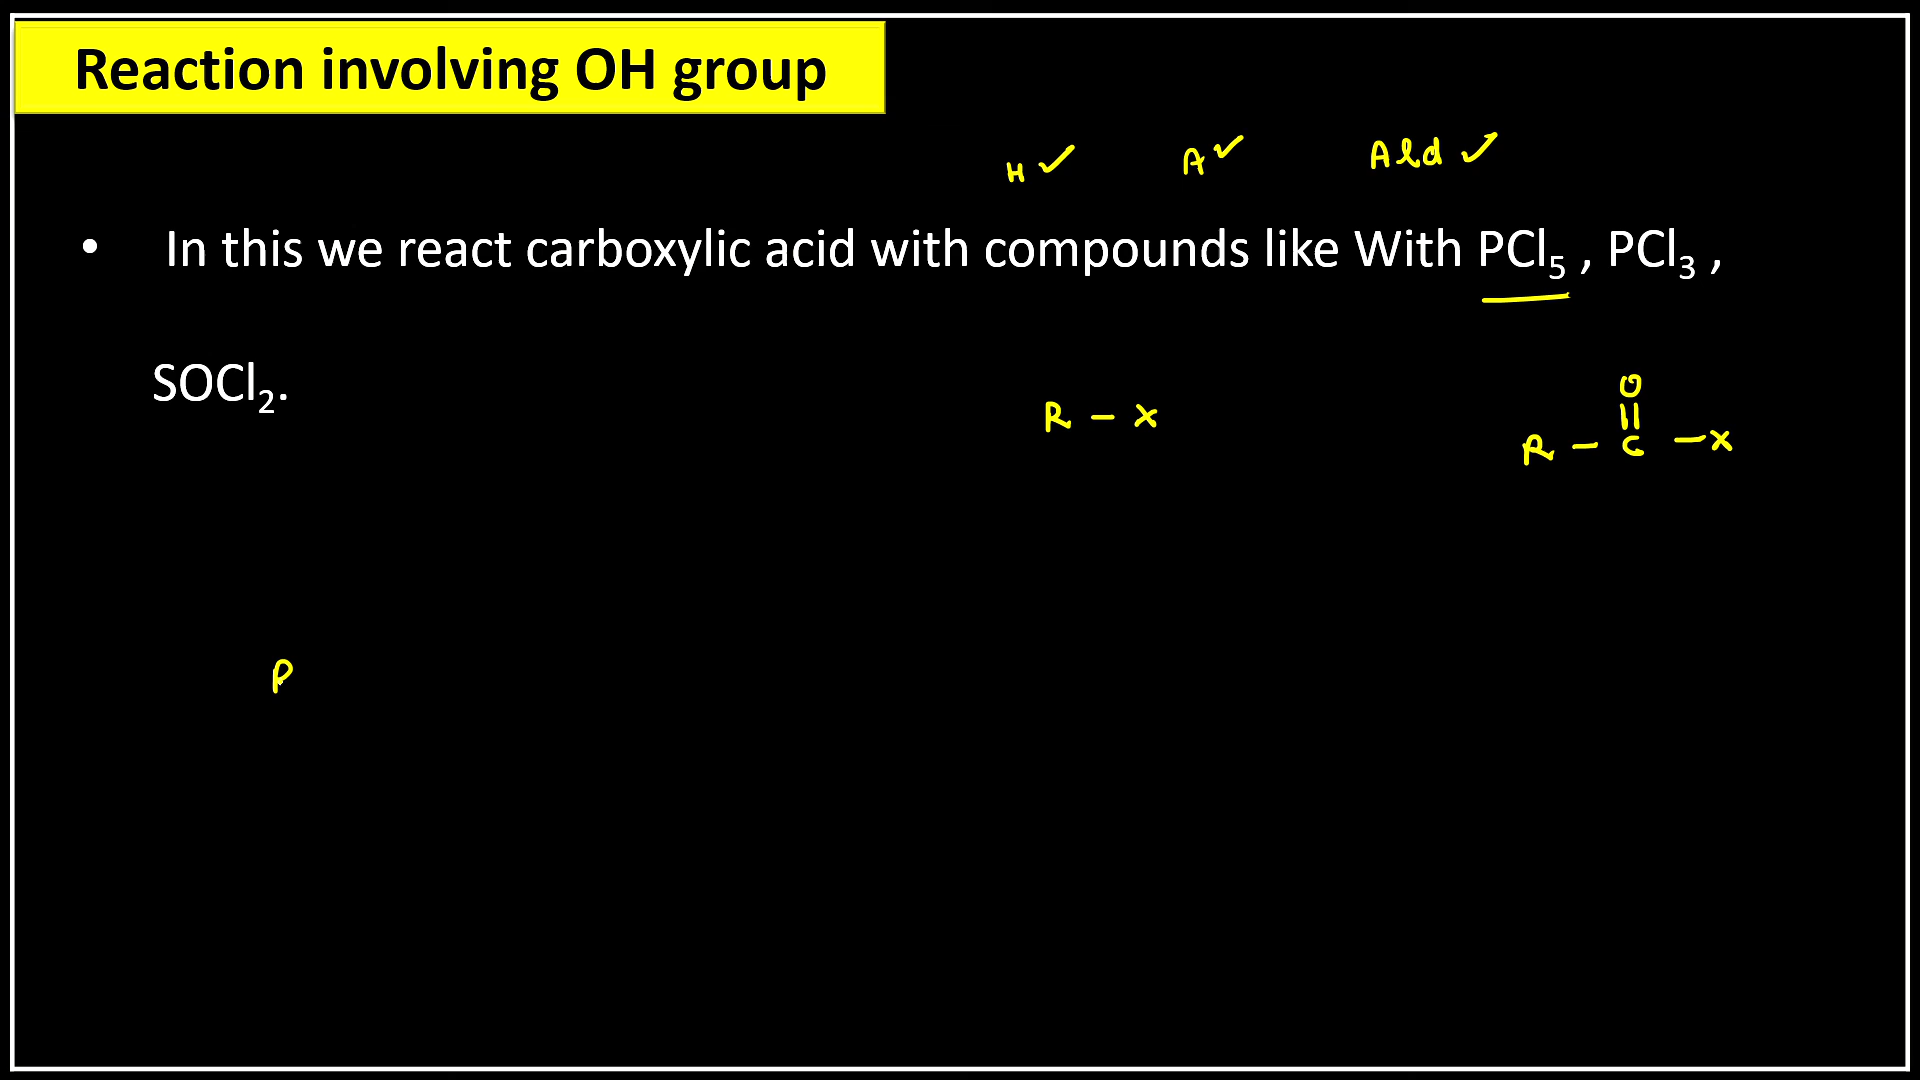 Reaction involving OH group
H ✓ A ✓ Ald ✓
• In this we react carboxylic acid with compounds like With PCl₅ , PCl₃ ,
SOCl₂.
O
||
R - X R - C - X
P